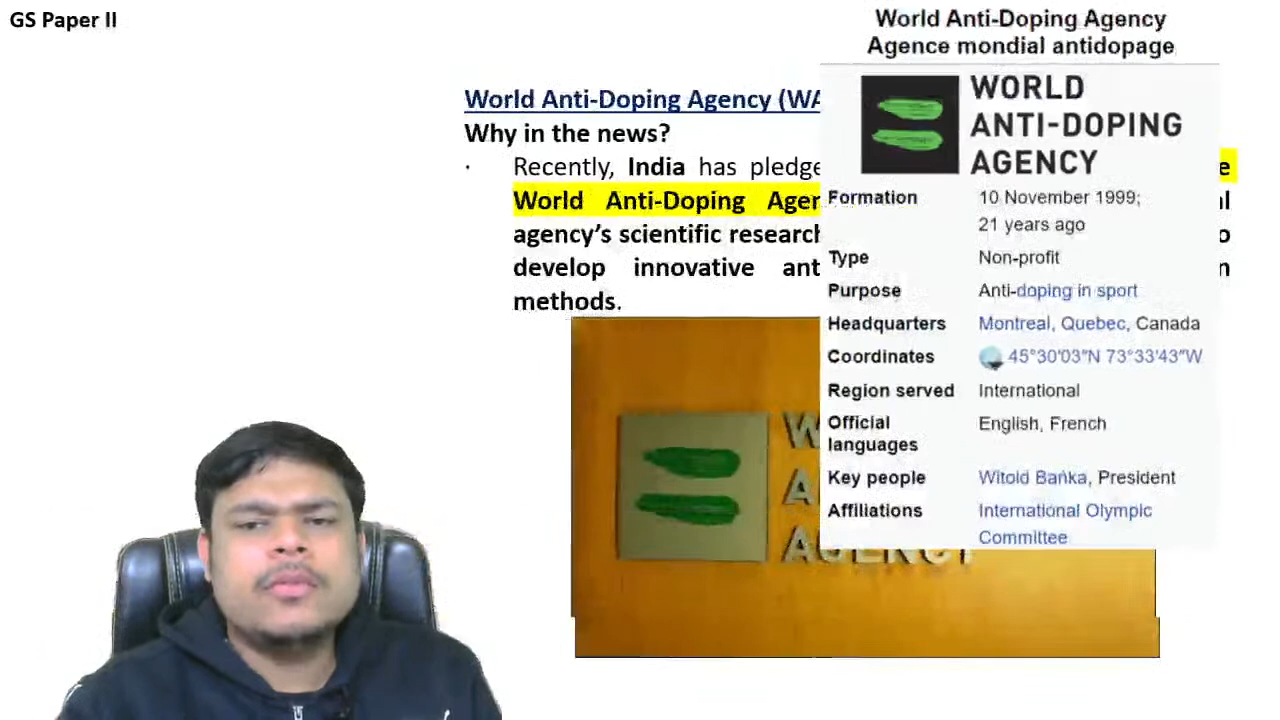 GS Paper II
World Anti-Doping Agency (WA
Why in the news?
· Recently, India has pledge
World Anti-Doping Agen
agency's scientific research
develop innovative ant
methods.
World Anti-Doping Agency
Agence mondial antidopage
WORLD
ANTI-DOPING
AGENCY
Formation 10 November 1999;
21 years ago
Type Non-profit
Purpose Anti-doping in sport
Headquarters Montreal, Quebec, Canada
Coordinates 45°30′03″N 73°33′43″W
Region served International
Official
languages English, French
Key people Witold Bańka, President
Affiliations International Olympic
Committee
W
A
AGENCY